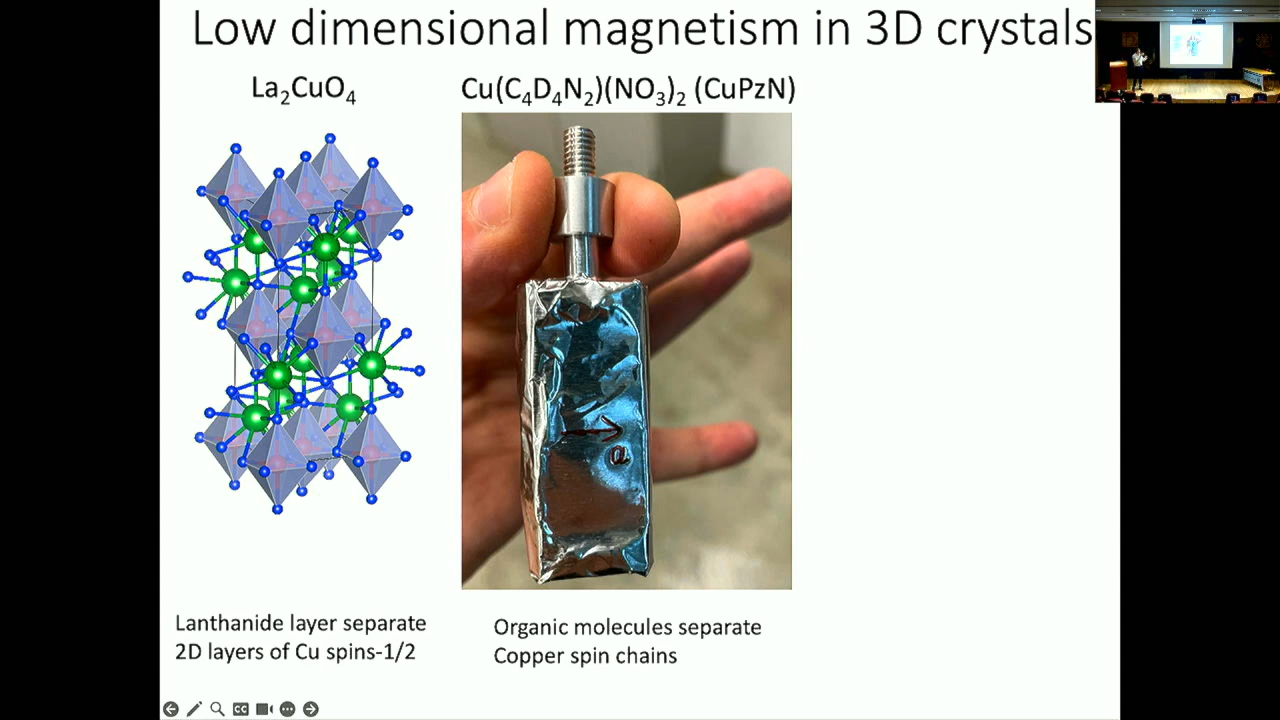 Low dimensional magnetism in 3D crystals
La₂CuO₄
Cu(C₄D₄N₂)(NO₃)₂ (CuPzN)
a
Lanthanide layer separate
2D layers of Cu spins-1/2
Organic molecules separate
Copper spin chains
CC